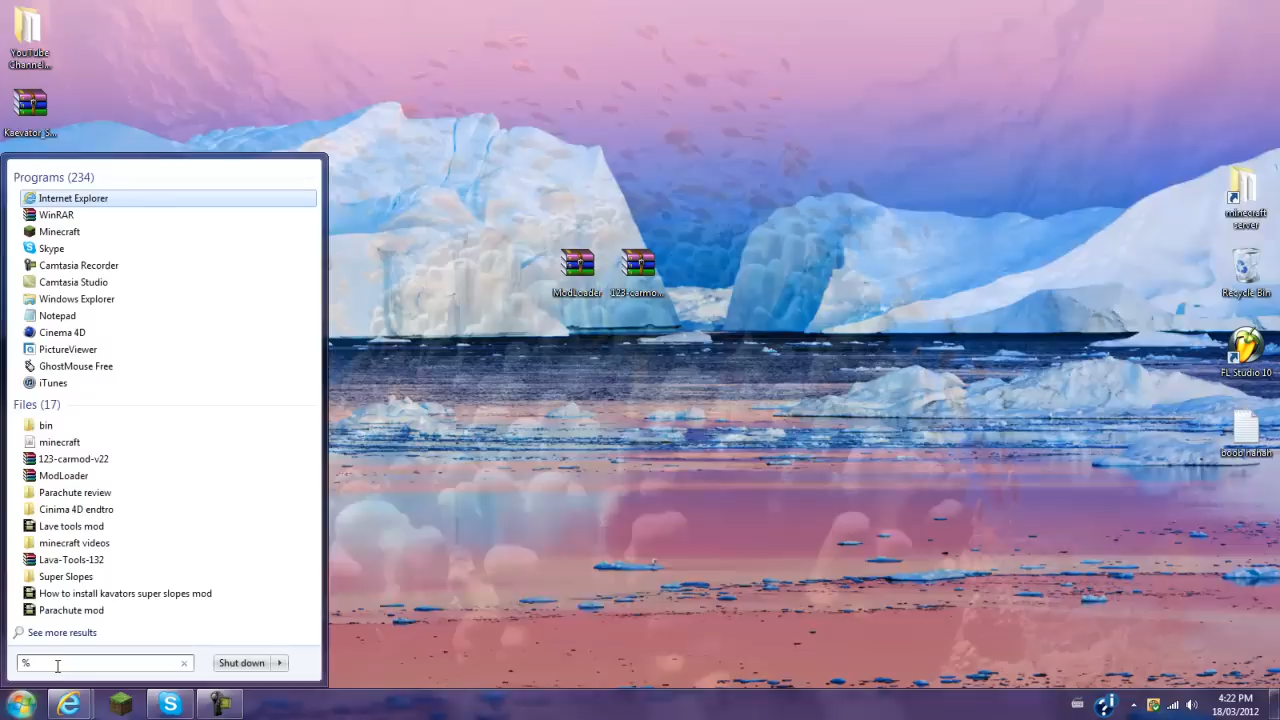 YouTube
Channel...
Kaevator_S...
Programs (234)
Internet Explorer
WinRAR
Minecraft
Skype
Camtasia Recorder
Camtasia Studio
Windows Explorer
Notepad
Cinema 4D
PictureViewer
GhostMouse Free
iTunes
Files (17)
bin
minecraft
123-carmod-v22
ModLoader
Parachute review
Cinima 4D endtro
Lave tools mod
minecraft videos
Lava-Tools-132
Super Slopes
How to install kavators super slopes mod
Parachute mod
See more results
%
Shut down
ModLoader
123-carmo...
minecraft
server
Recycle Bin
FL Studio 10
hahah
4:22 PM
18/03/2012